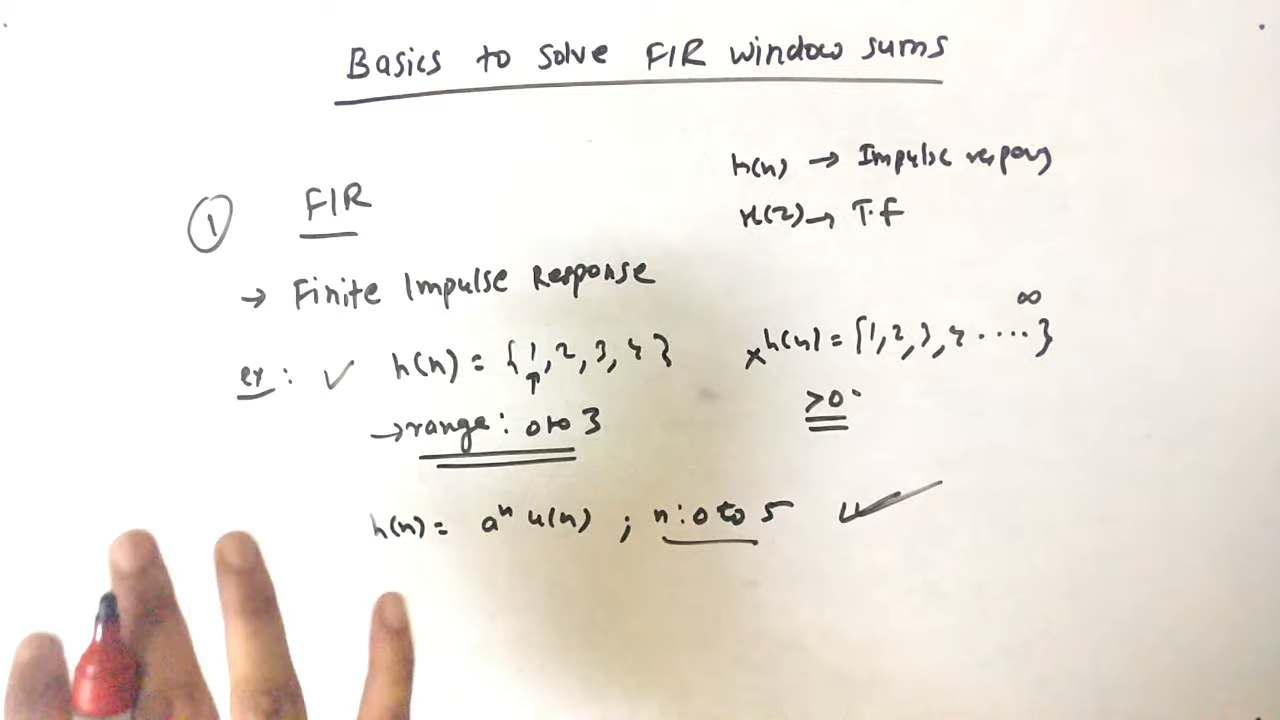 Basics to solve FIR window sums
h(n) → Impulse
H(z) → T.F
① FIR
→ Finite Impulse Response
ex: ✓ h(n) = {1, 2, 3, 4}
↑
→ range: 0 to 3
∞
× h(n) = {1, 2, 3, 4 .....}
>0
h(n) = aⁿ u(n) ; n: 0 to 5 ✓